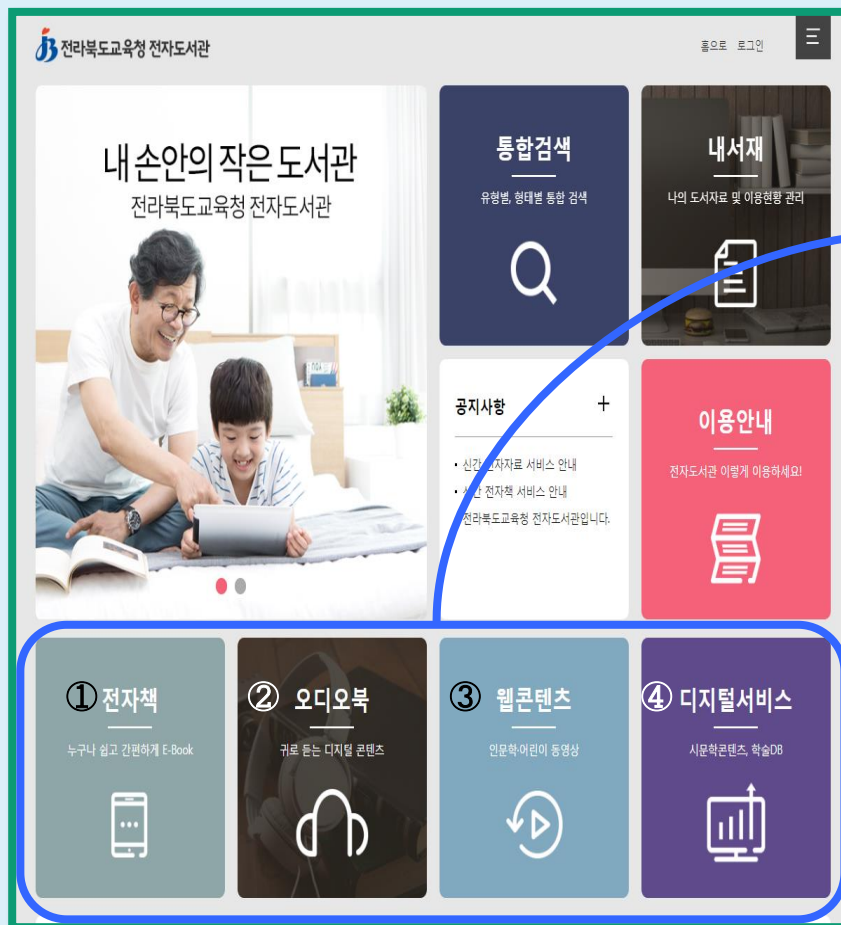 전라북도교육청 전자도서관
홈으로 로그인
내 손안의 작은 도서관
전라북도교육청 전자도서관
통합검색
유형별, 형태별 통합 검색
내서재
나의 도서자료 및 이용현황 관리
공지사항 +
신간 전자자료 서비스 안내
신간 전자책 서비스 안내
전라북도교육청 전자도서관입니다.
이용안내
전자도서관 이렇게 이용하세요!
① 전자책
누구나 쉽고 간편하게 E-Book
② 오디오북
귀로 듣는 디지털 콘텐츠
③ 웹콘텐츠
인문학·어린이 동영상
④ 디지털서비스
시문학콘텐츠, 학술DB